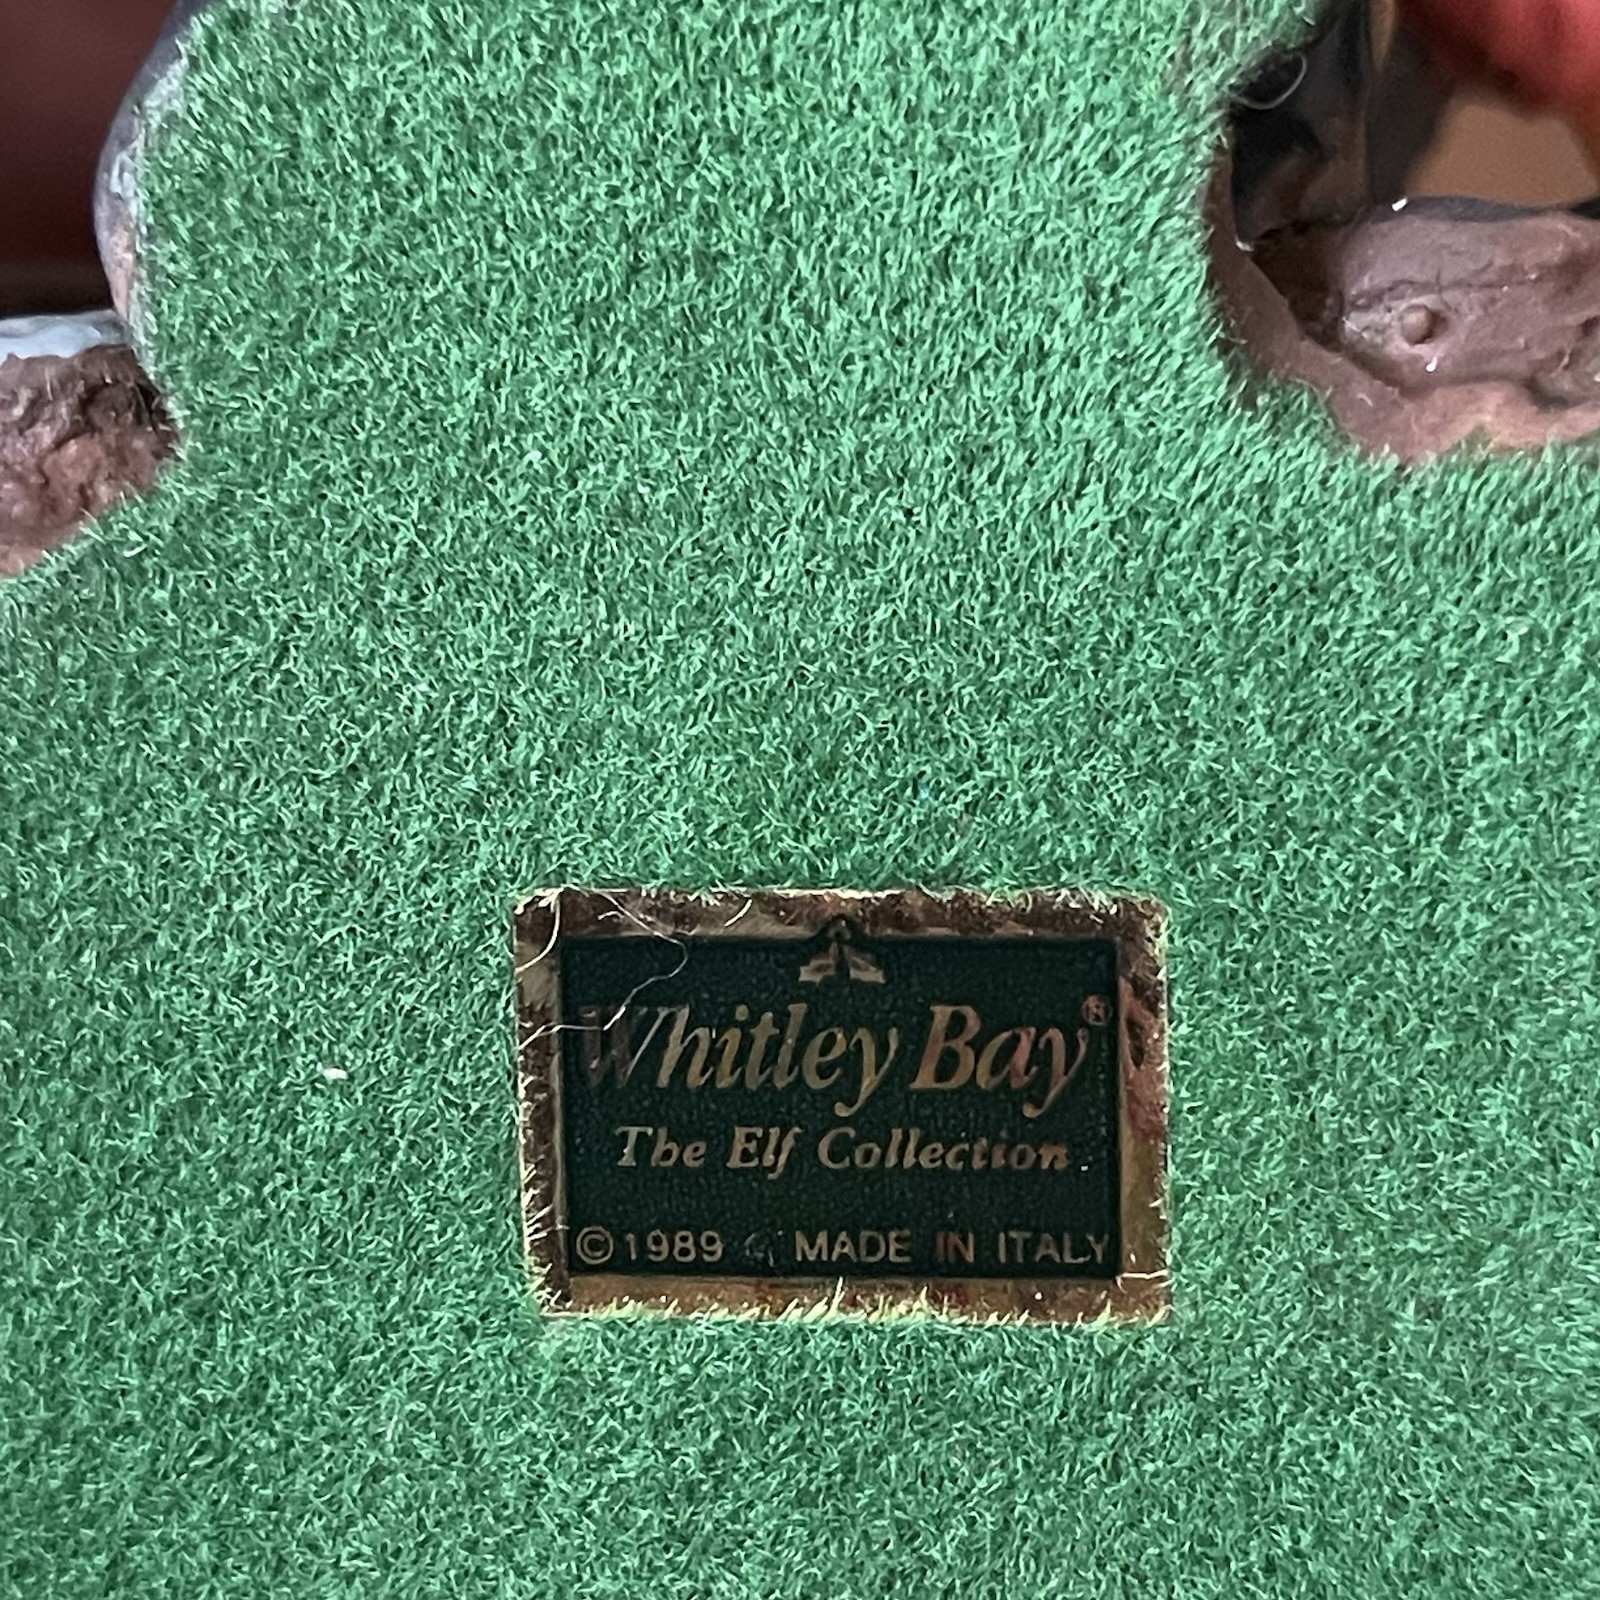 Whitley Bay®
The Elf Collection
©1989 MADE IN ITALY